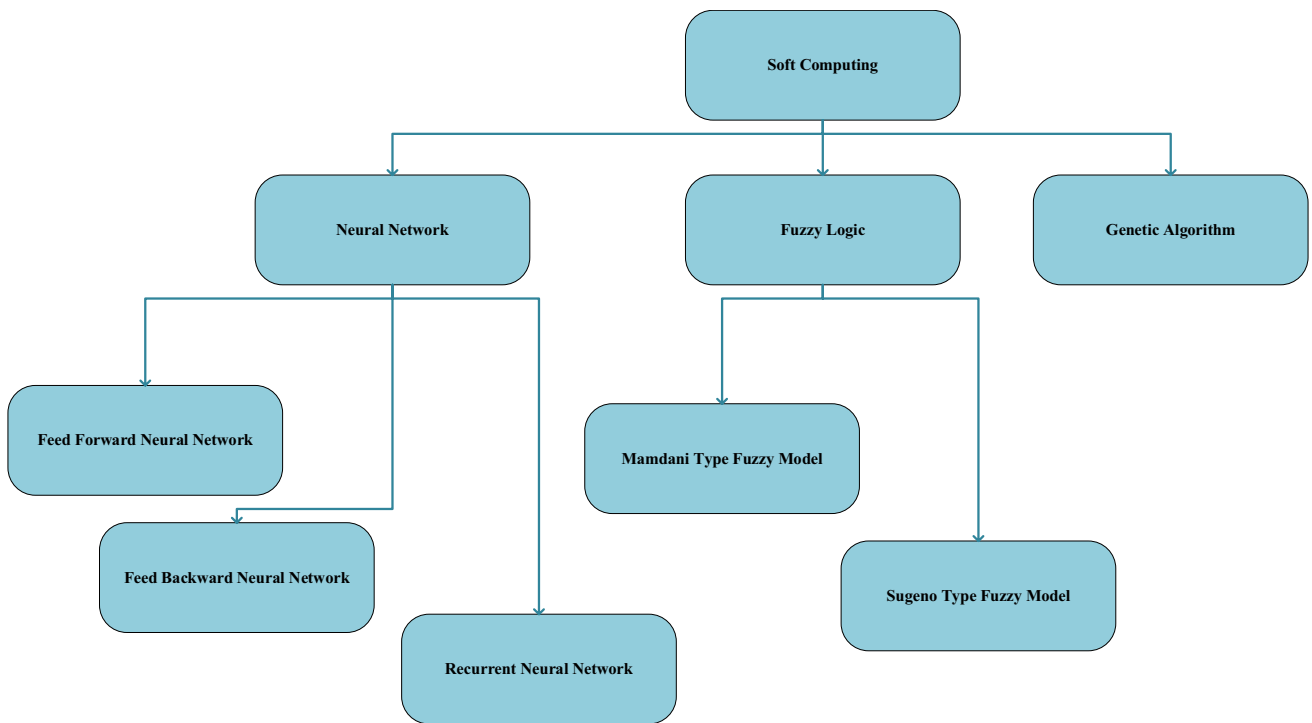 Soft Computing
Neural Network
Fuzzy Logic
Genetic Algorithm
Feed Forward Neural Network
Mamdani Type Fuzzy Model
Feed Backward Neural Network
Sugeno Type Fuzzy Model
Recurrent Neural Network